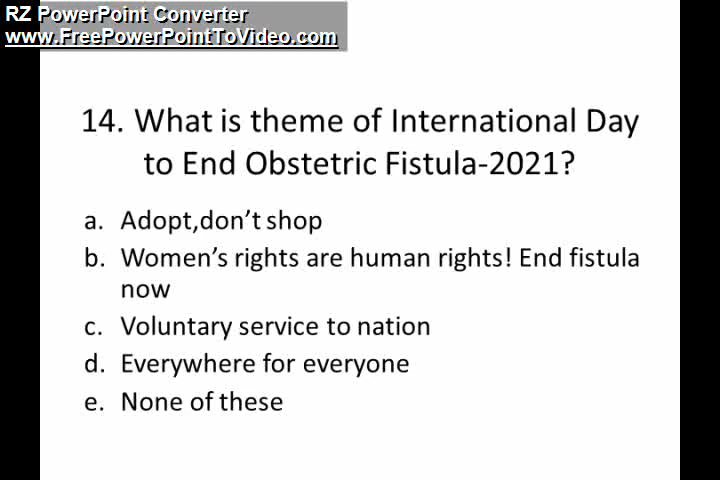 RZ PowerPoint Converter
www.FreePowerPointToVideo.com
14. What is theme of International Day
to End Obstetric Fistula-2021?
a. Adopt,don't shop
b. Women's rights are human rights! End fistula
now
c. Voluntary service to nation
d. Everywhere for everyone
e. None of these